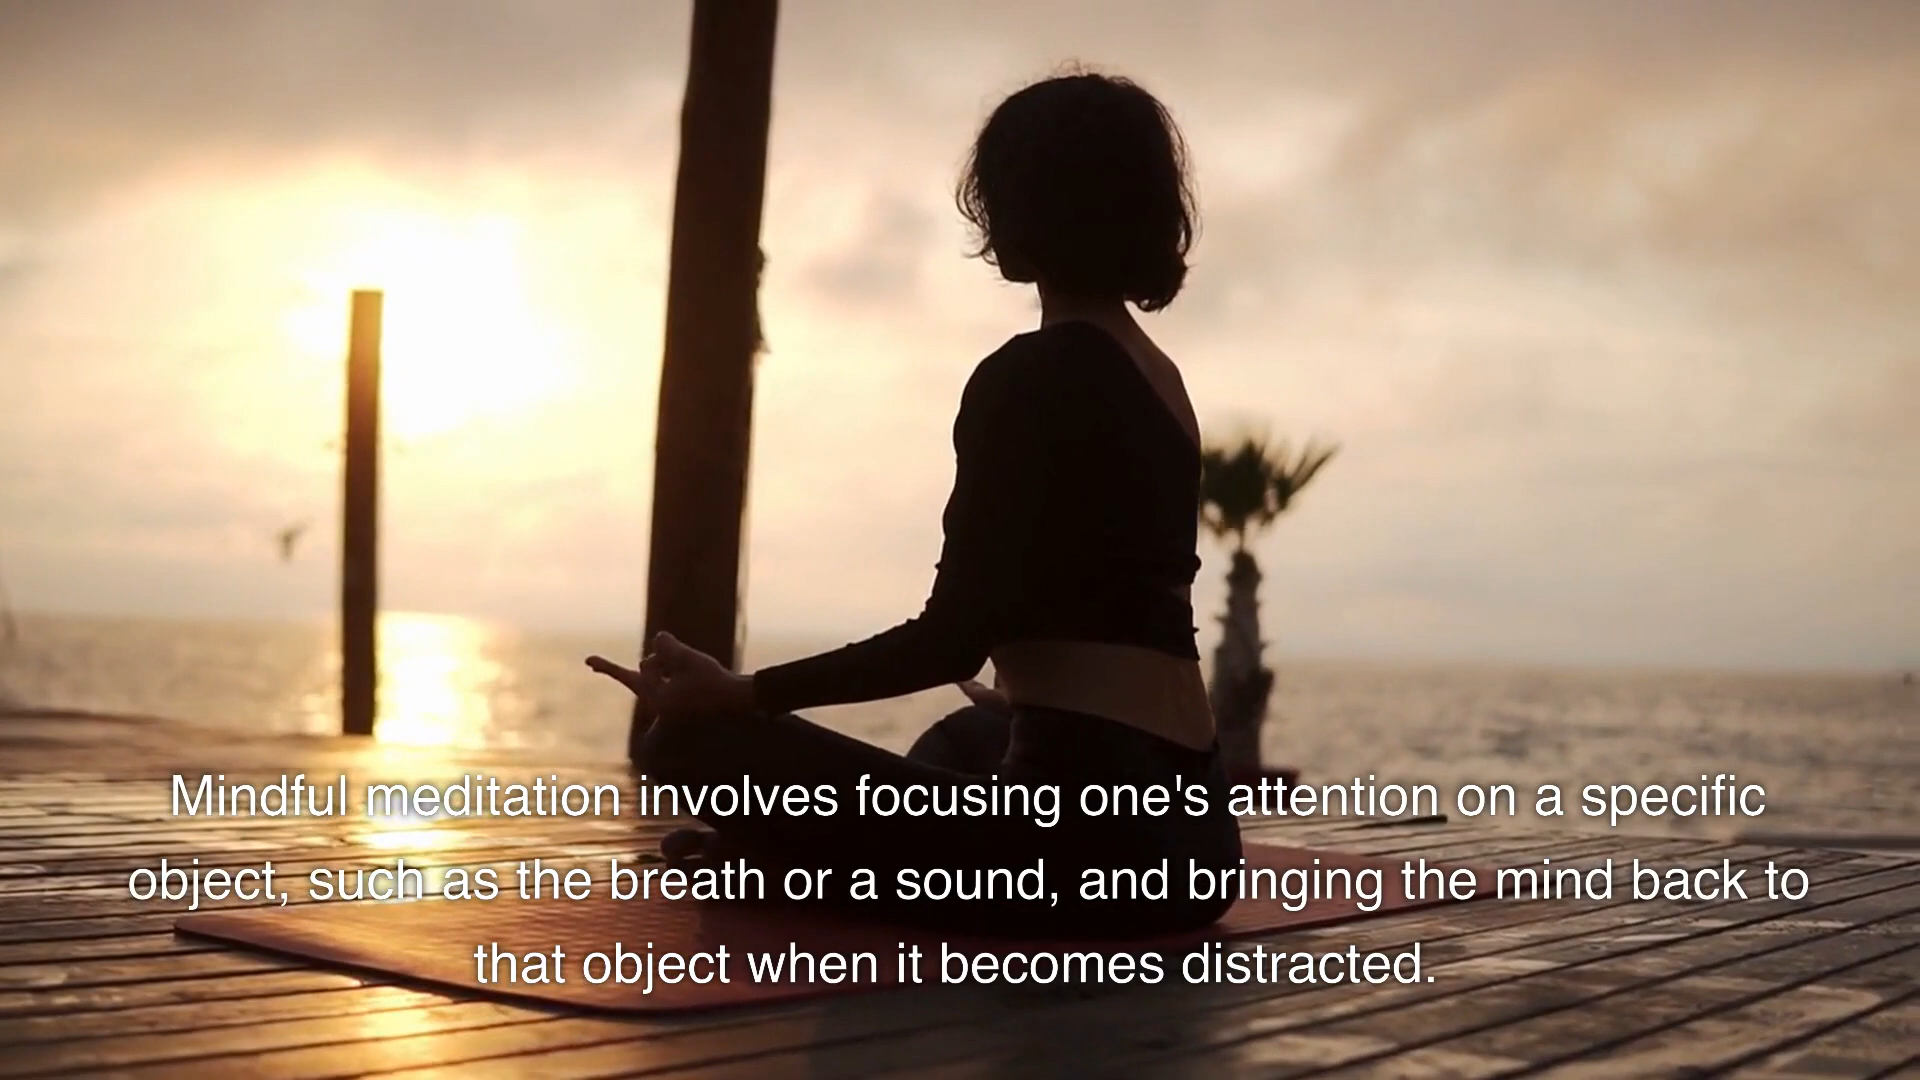 Mindful meditation involves focusing one's attention on a specific
object, such as the breath or a sound, and bringing the mind back to
that object when it becomes distracted.